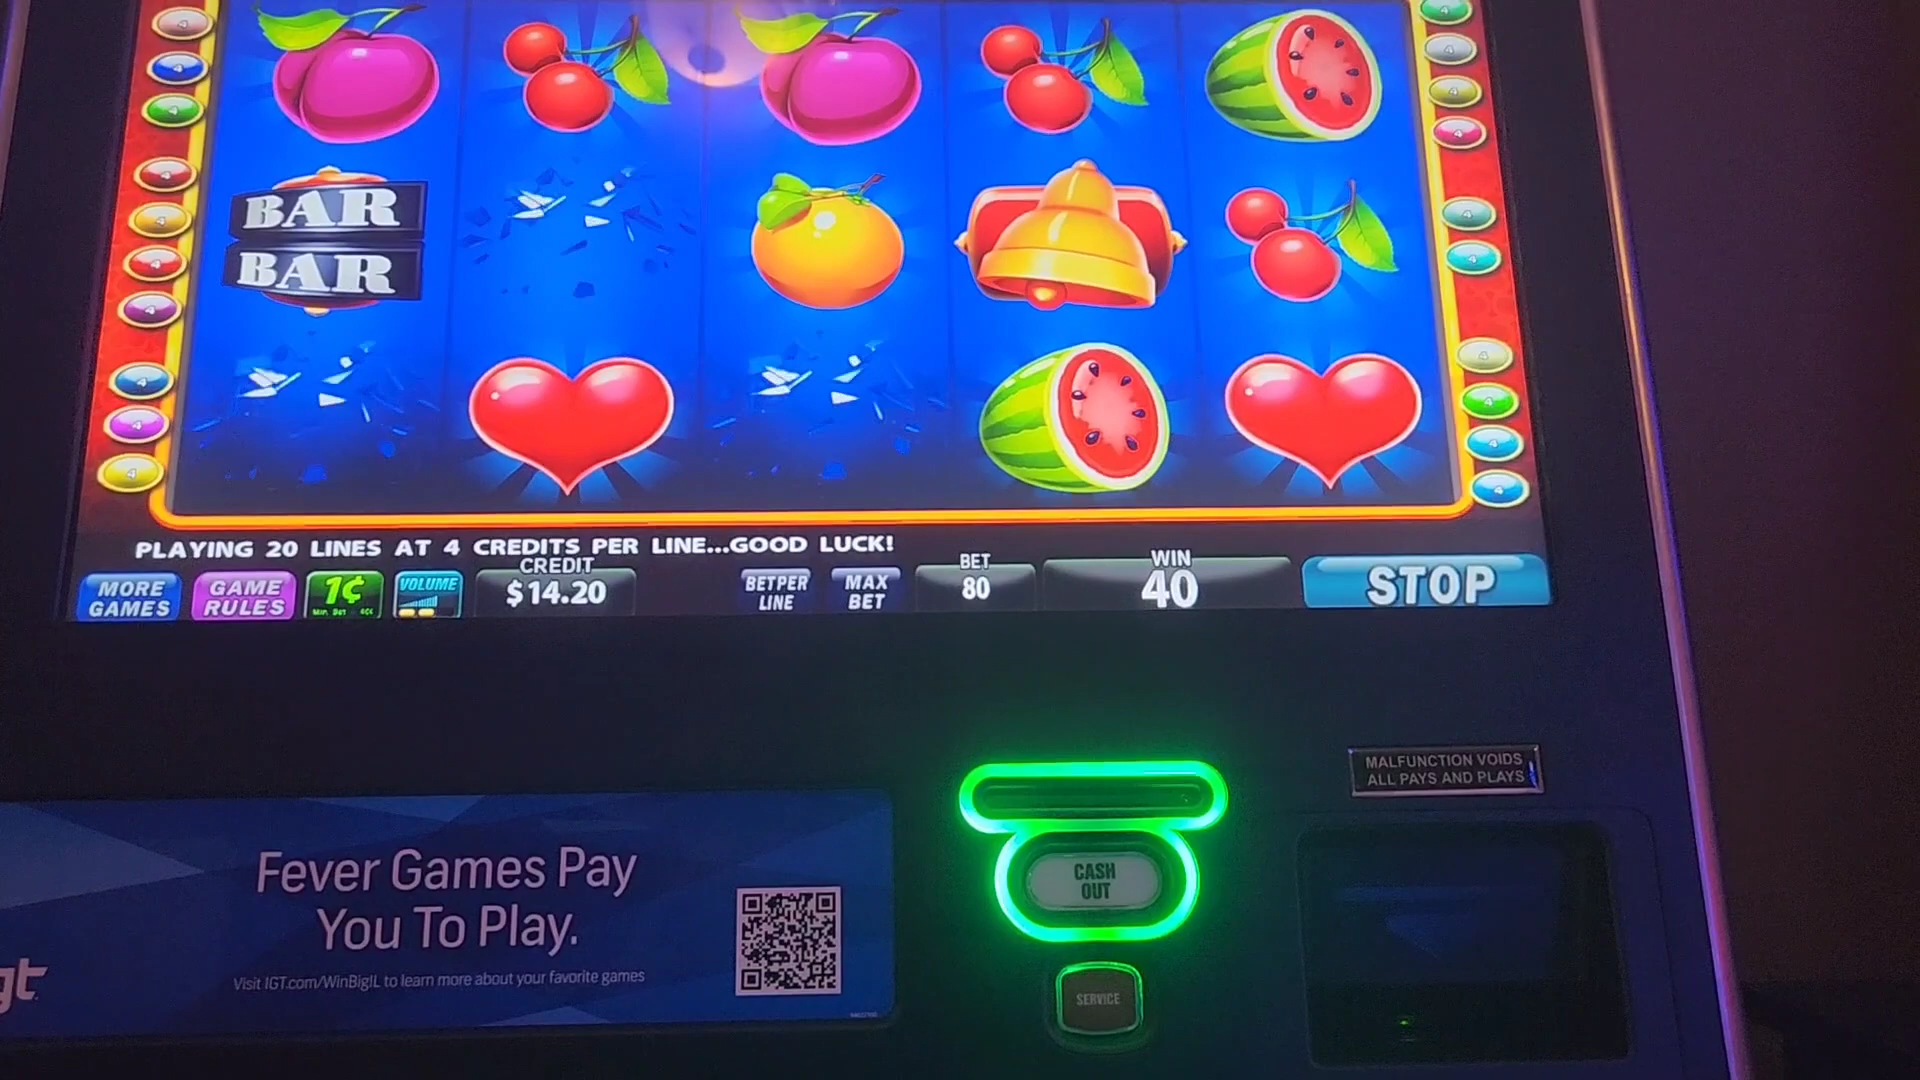 BAR
BAR
PLAYING 20 LINES AT 4 CREDITS PER LINE...GOOD LUCK!
MORE
GAMES
GAME
RULES
1¢
VOLUME
CREDIT
$14.20
BETPER
LINE
MAX
BET
BET
80
WIN
40
STOP
MALFUNCTION VOIDS
ALL PAYS AND PLAYS
CASH
OUT
SERVICE
Fever Games Pay
You To Play.
Visit IGT.com/WinBigIL to learn more about your favorite games
gt